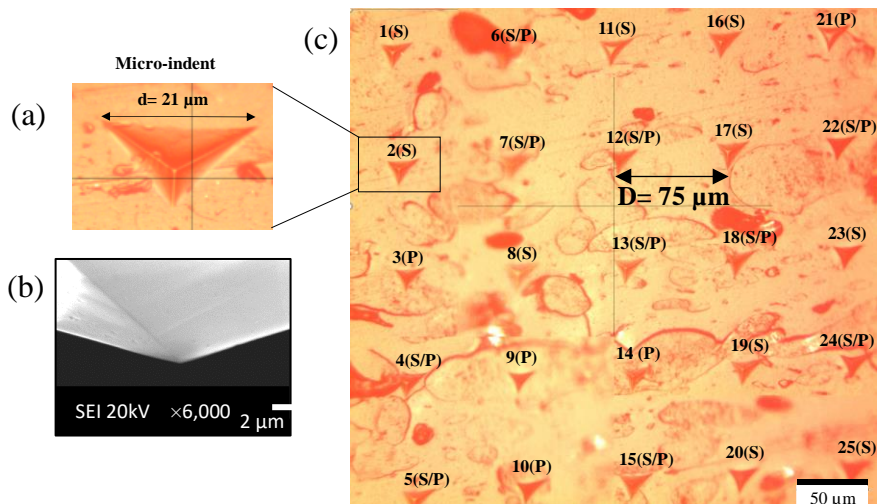 (a)
Micro-indent
d= 21 µm
(b)
SEI 20kV ×6,000 2 µm
(c)
1(S) 6(S/P) 11(S) 16(S) 21(P)
2(S) 7(S/P) 12(S/P) 17(S) 22(S/P)
D= 75 µm
3(P) 8(S) 13(S/P) 18(S/P) 23(S)
4(S/P) 9(P) 14 (P) 19(S) 24(S/P)
5(S/P) 10(P) 15(S/P) 20(S) 25(S)
50 µm